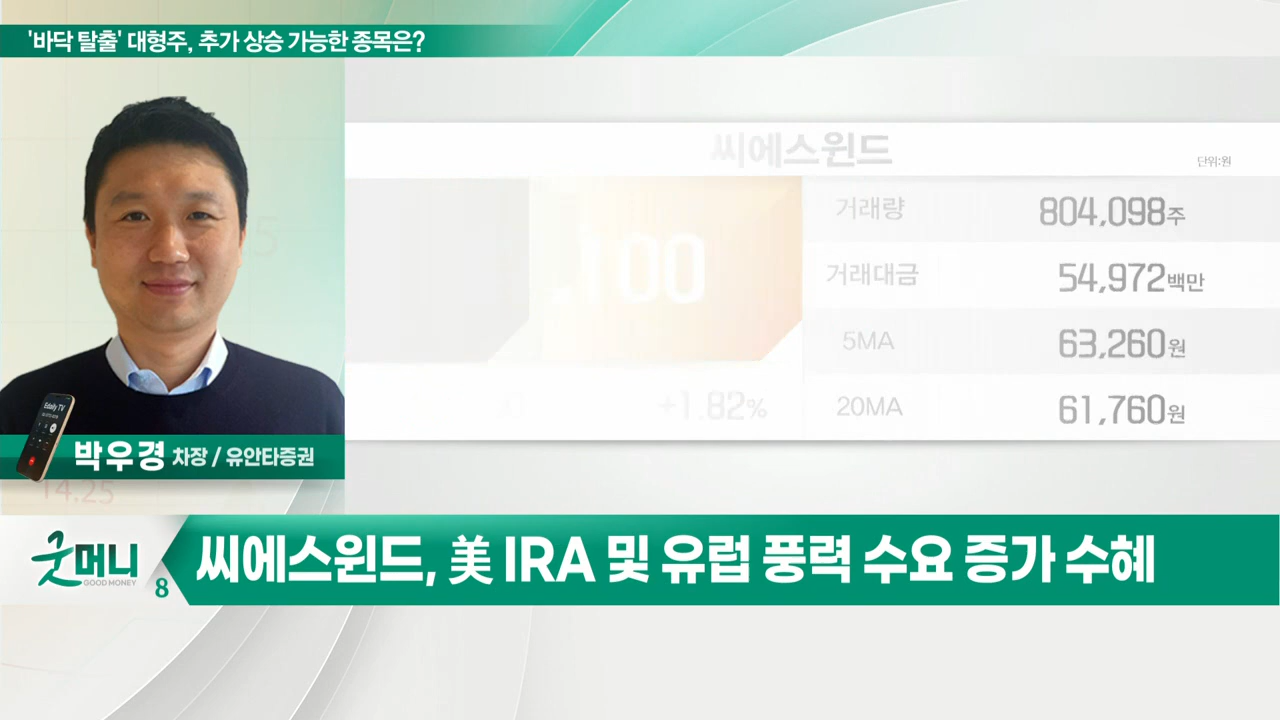 '바닥 탈출' 대형주, 추가 상승 가능한 종목은?
씨에스윈드
단위:원
거래량 804,098주
거래대금 54,972백만
5MA 63,260원
+1.82%
20MA 61,760원
Edaily TV
박우경 차장 / 유안타증권
14.25
굿머니
GOOD MONEY
8
씨에스윈드, 美 IRA 및 유럽 풍력 수요 증가 수혜